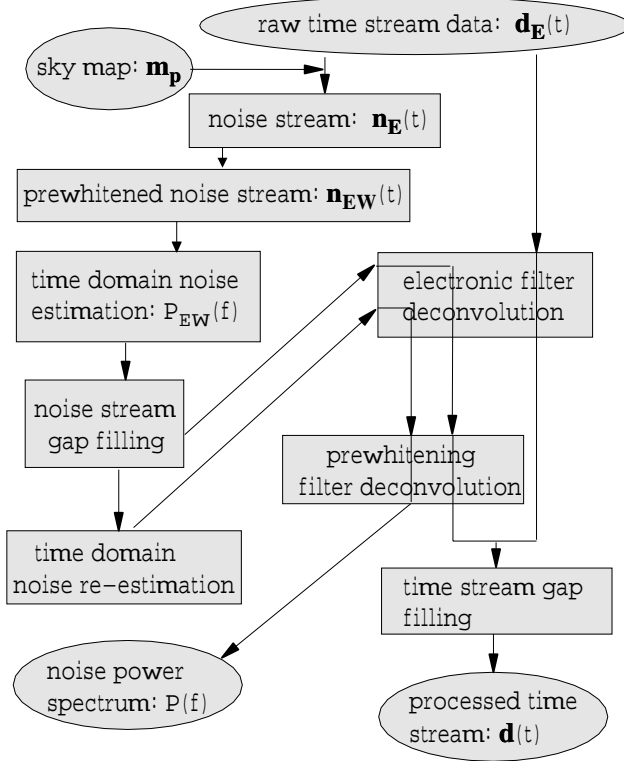 raw time stream data: d_E(t)
sky map: m_p
noise stream: n_E(t)
prewhitened noise stream: n_EW(t)
time domain noise
estimation: P_EW(f)
electronic filter
deconvolution
noise stream
gap filling
prewhitening
filter deconvolution
time domain
noise re-estimation
time stream gap
filling
noise power
spectrum: P(f)
processed time
stream: d(t)